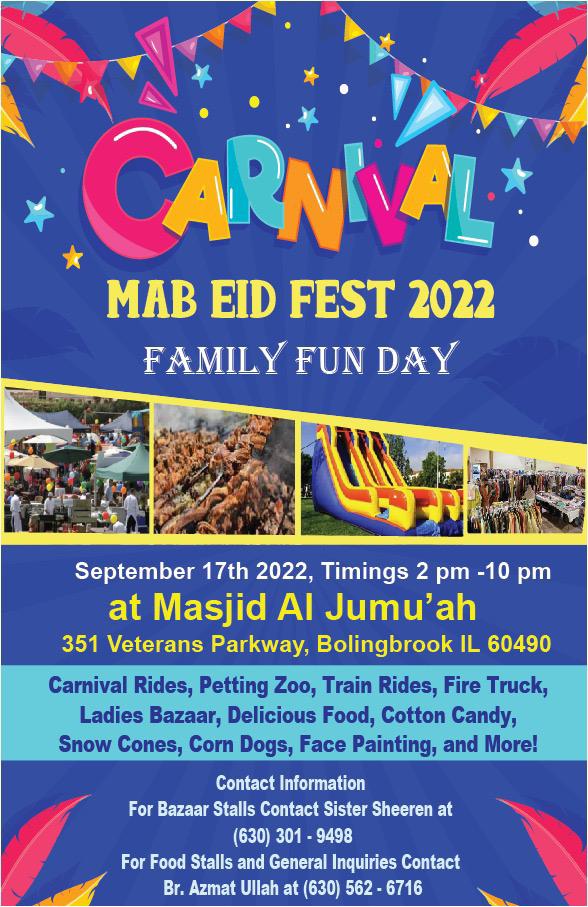 CARNIVAL
MAB EID FEST 2022
FAMILY FUN DAY
September 17th 2022, Timings 2 pm -10 pm
at Masjid Al Jumu’ah
351 Veterans Parkway, Bolingbrook IL 60490
Carnival Rides, Petting Zoo, Train Rides, Fire Truck,
Ladies Bazaar, Delicious Food, Cotton Candy,
Snow Cones, Corn Dogs, Face Painting, and More!
Contact Information
For Bazaar Stalls Contact Sister Sheeren at
(630) 301 - 9498
For Food Stalls and General Inquiries Contact
Br. Azmat Ullah at (630) 562 - 6716